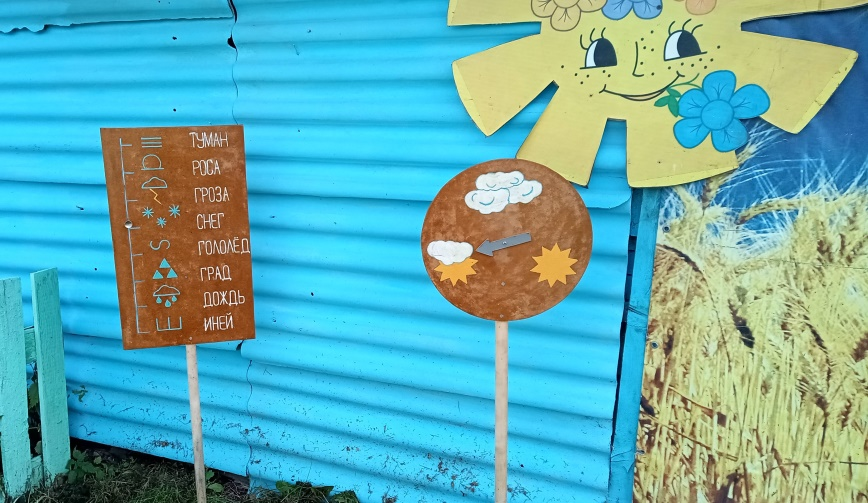 ТУМАН
РОСА
ГРОЗА
СНЕГ
ГОЛОЛЁД
ГРАД
ДОЖДЬ
ИНЕЙ